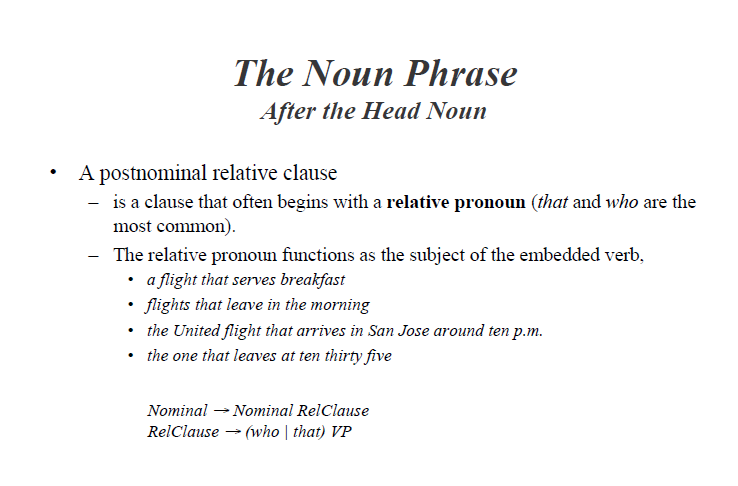 The Noun Phrase
After the Head Noun
• A postnominal relative clause
– is a clause that often begins with a relative pronoun (that and who are the
most common).
– The relative pronoun functions as the subject of the embedded verb,
• a flight that serves breakfast
• flights that leave in the morning
• the United flight that arrives in San Jose around ten p.m.
• the one that leaves at ten thirty five
Nominal → Nominal RelClause
RelClause → (who | that) VP